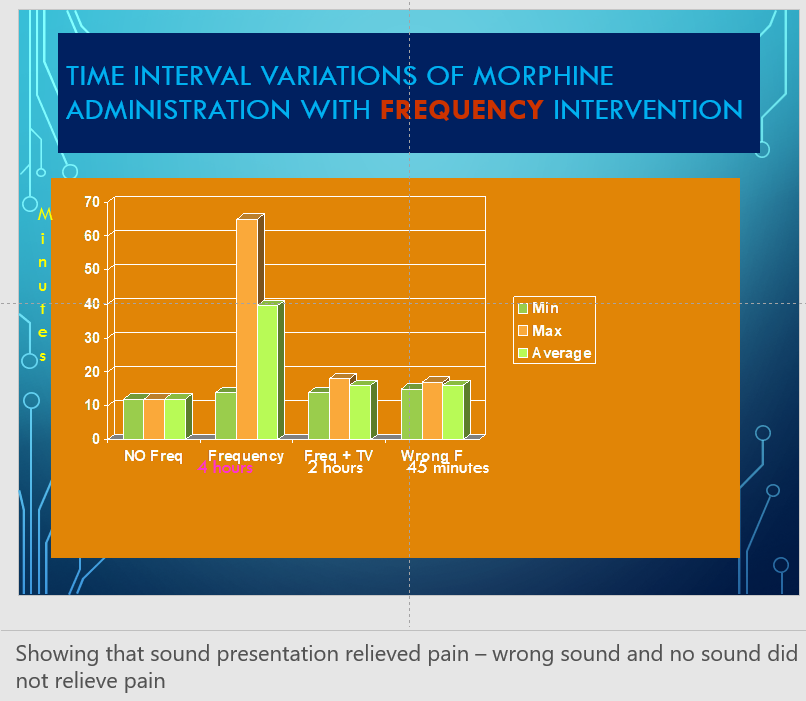 TIME INTERVAL VARIATIONS OF MORPHINE
ADMINISTRATION WITH FREQUENCY INTERVENTION
M
i
n
u
t
e
s
70
60
50
40
30
20
10
0
Min
Max
Average
NO Freq Frequency Freq + TV Wrong F
4 hours 2 hours 45 minutes
Showing that sound presentation relieved pain – wrong sound and no sound did
not relieve pain